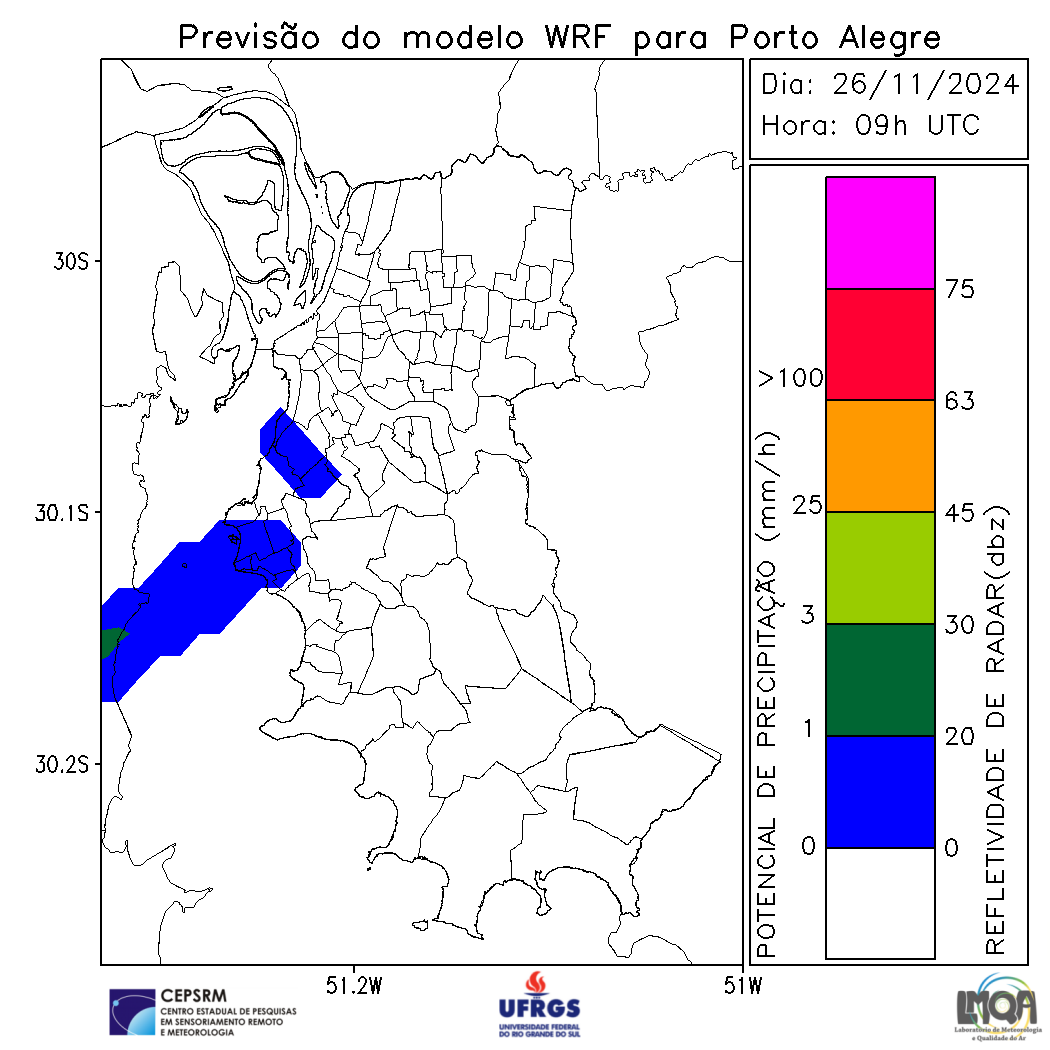 Previsão do modelo WRF para Porto Alegre
Dia: 26/11/2024
Hora: 09h UTC
30S
30.1S
30.2S
51.2W
51W
POTENCIAL DE PRECIPITAÇÃO (mm/h)
>100
25
3
1
0
75
63
45
30
20
0
REFLETIVIDADE DE RADAR(dbz)
CEPSRM
CENTRO ESTADUAL DE PESQUISAS
EM SENSORIAMENTO REMOTO
E METEOROLOGIA
UFRGS
UNIVERSIDADE FEDERAL
DO RIO GRANDE DO SUL
LMQA
Laboratório de Meteorologia
e Qualidade do Ar